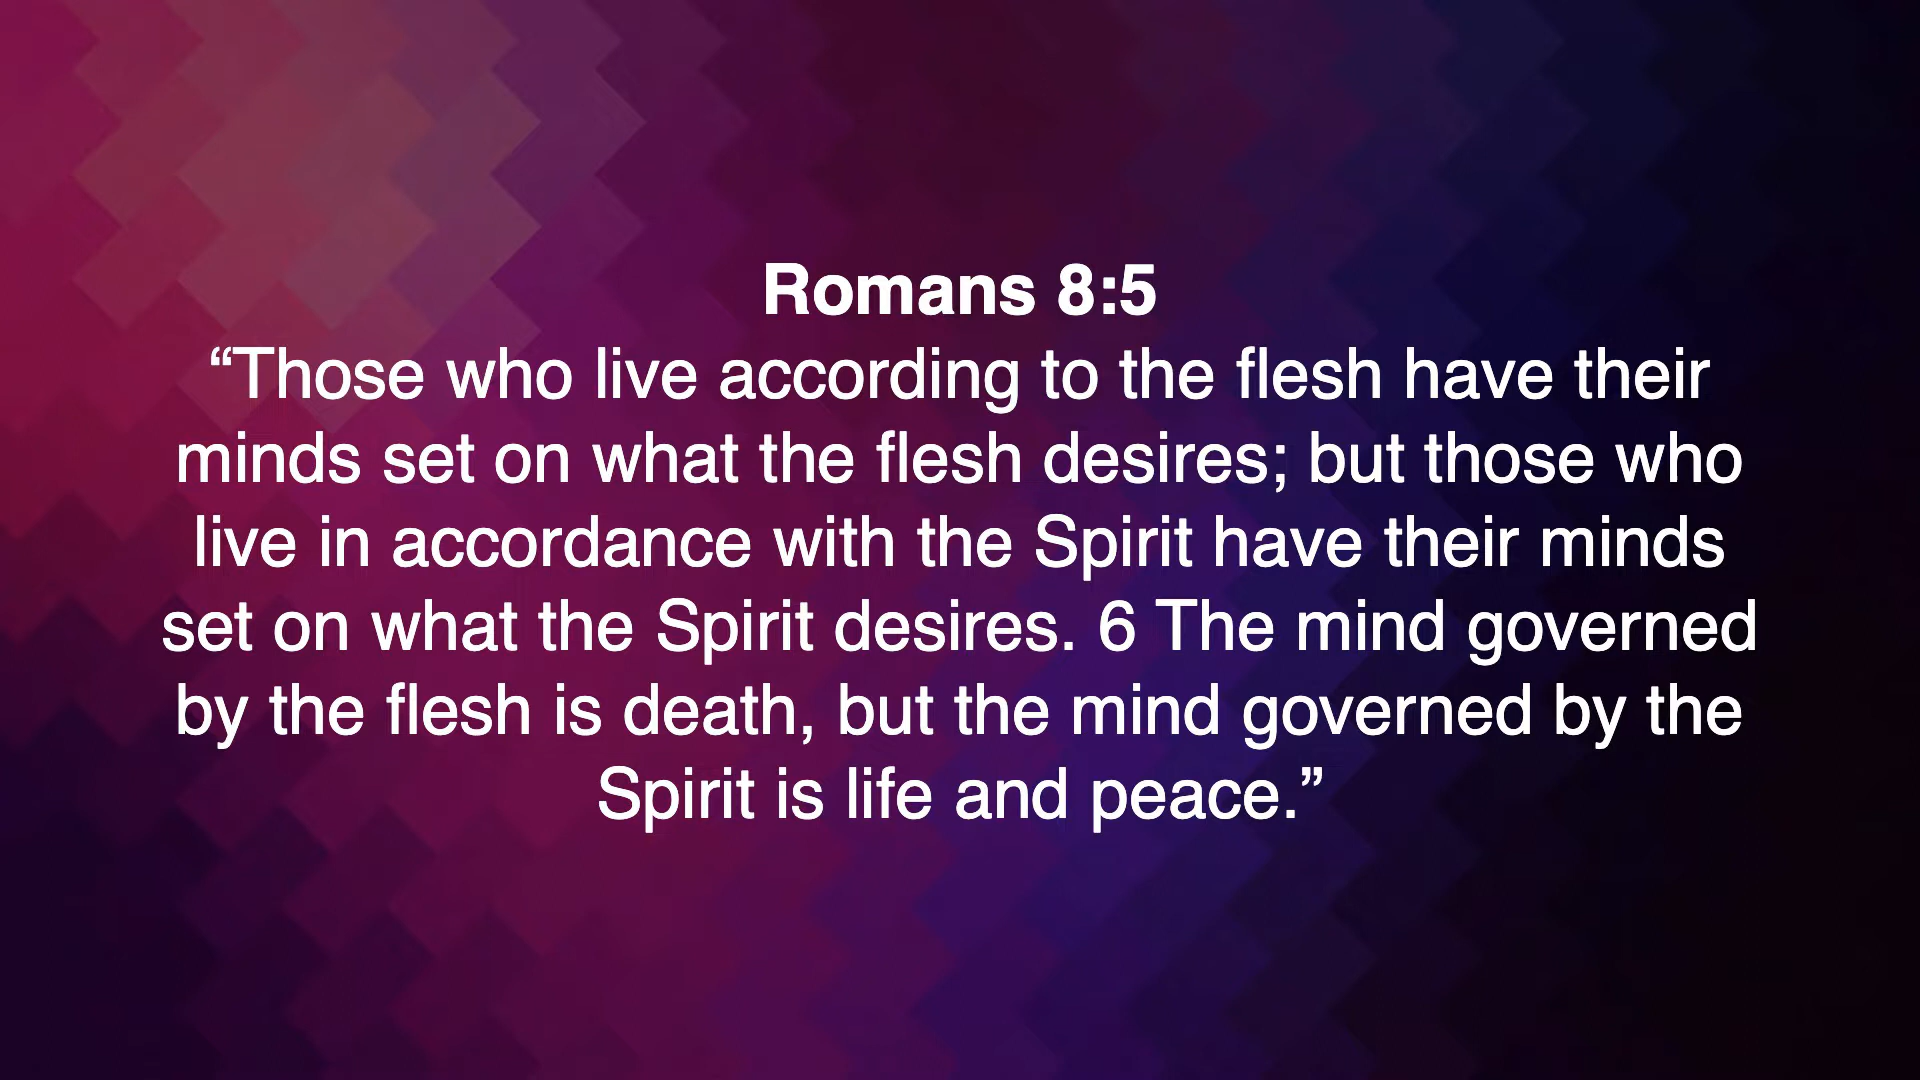 Romans 8:5
“Those who live according to the flesh have their
minds set on what the flesh desires; but those who
live in accordance with the Spirit have their minds
set on what the Spirit desires. 6 The mind governed
by the flesh is death, but the mind governed by the
Spirit is life and peace.”